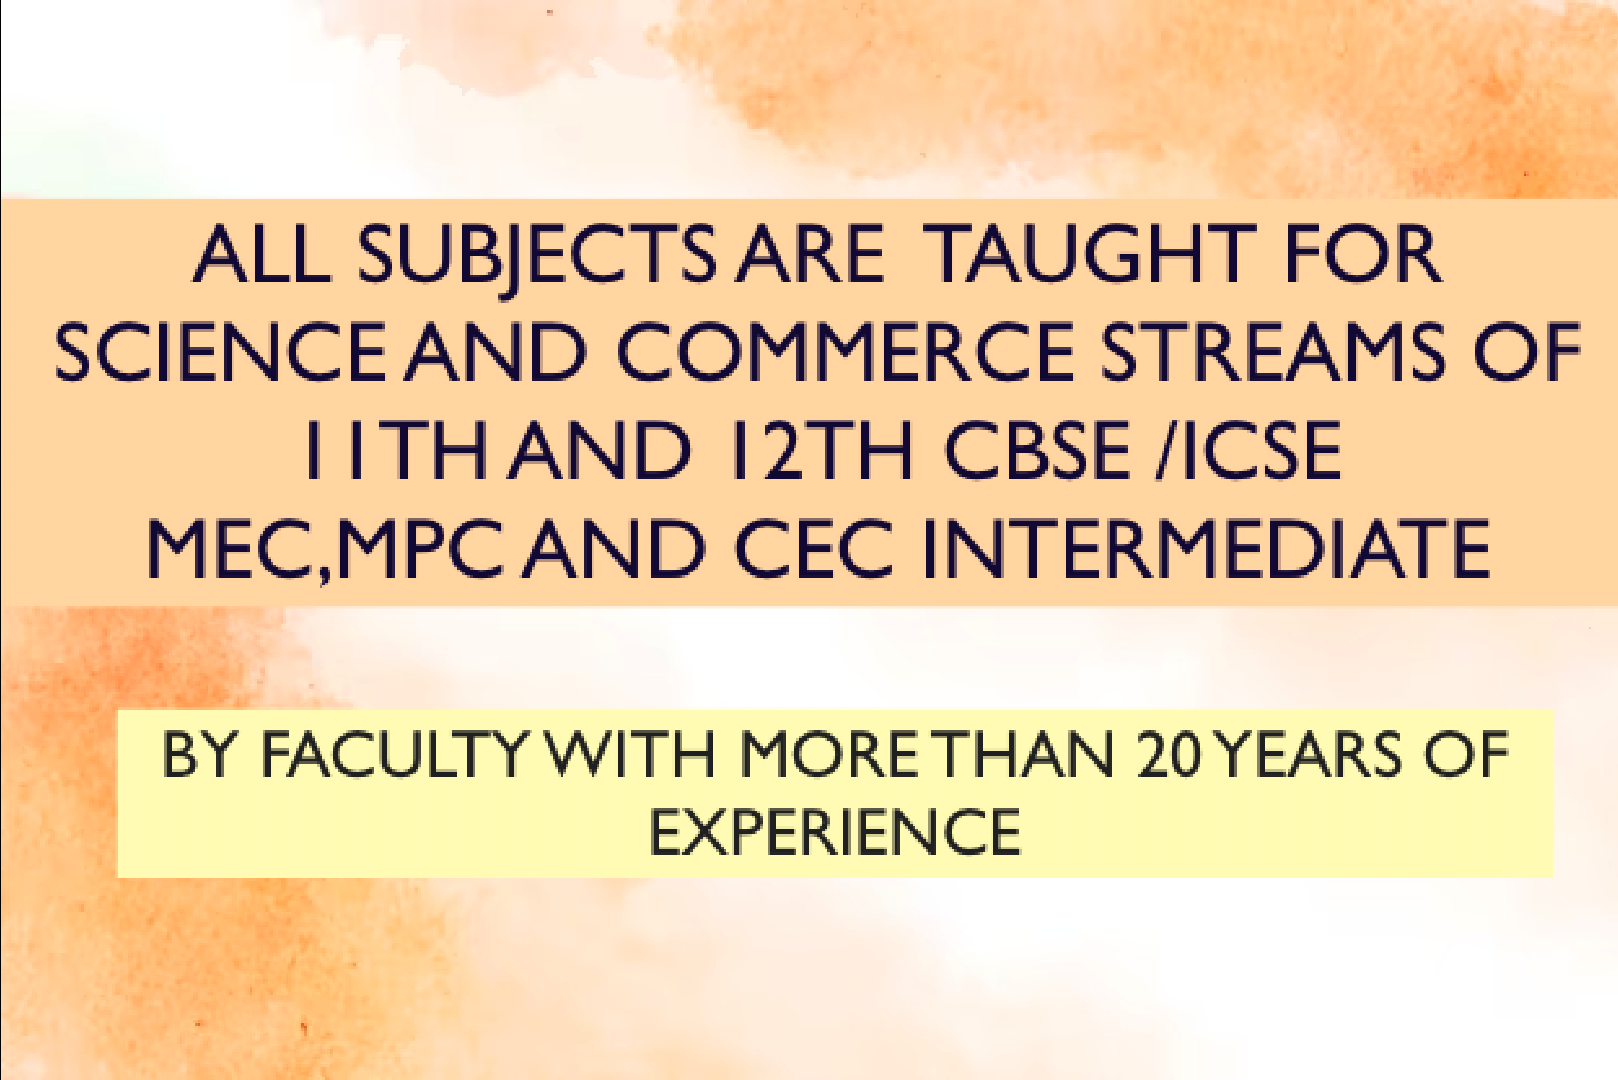 ALL SUBJECTS ARE TAUGHT FOR
SCIENCE AND COMMERCE STREAMS OF
11TH AND 12TH CBSE /ICSE
MEC,MPC AND CEC INTERMEDIATE
BY FACULTY WITH MORE THAN 20 YEARS OF
EXPERIENCE